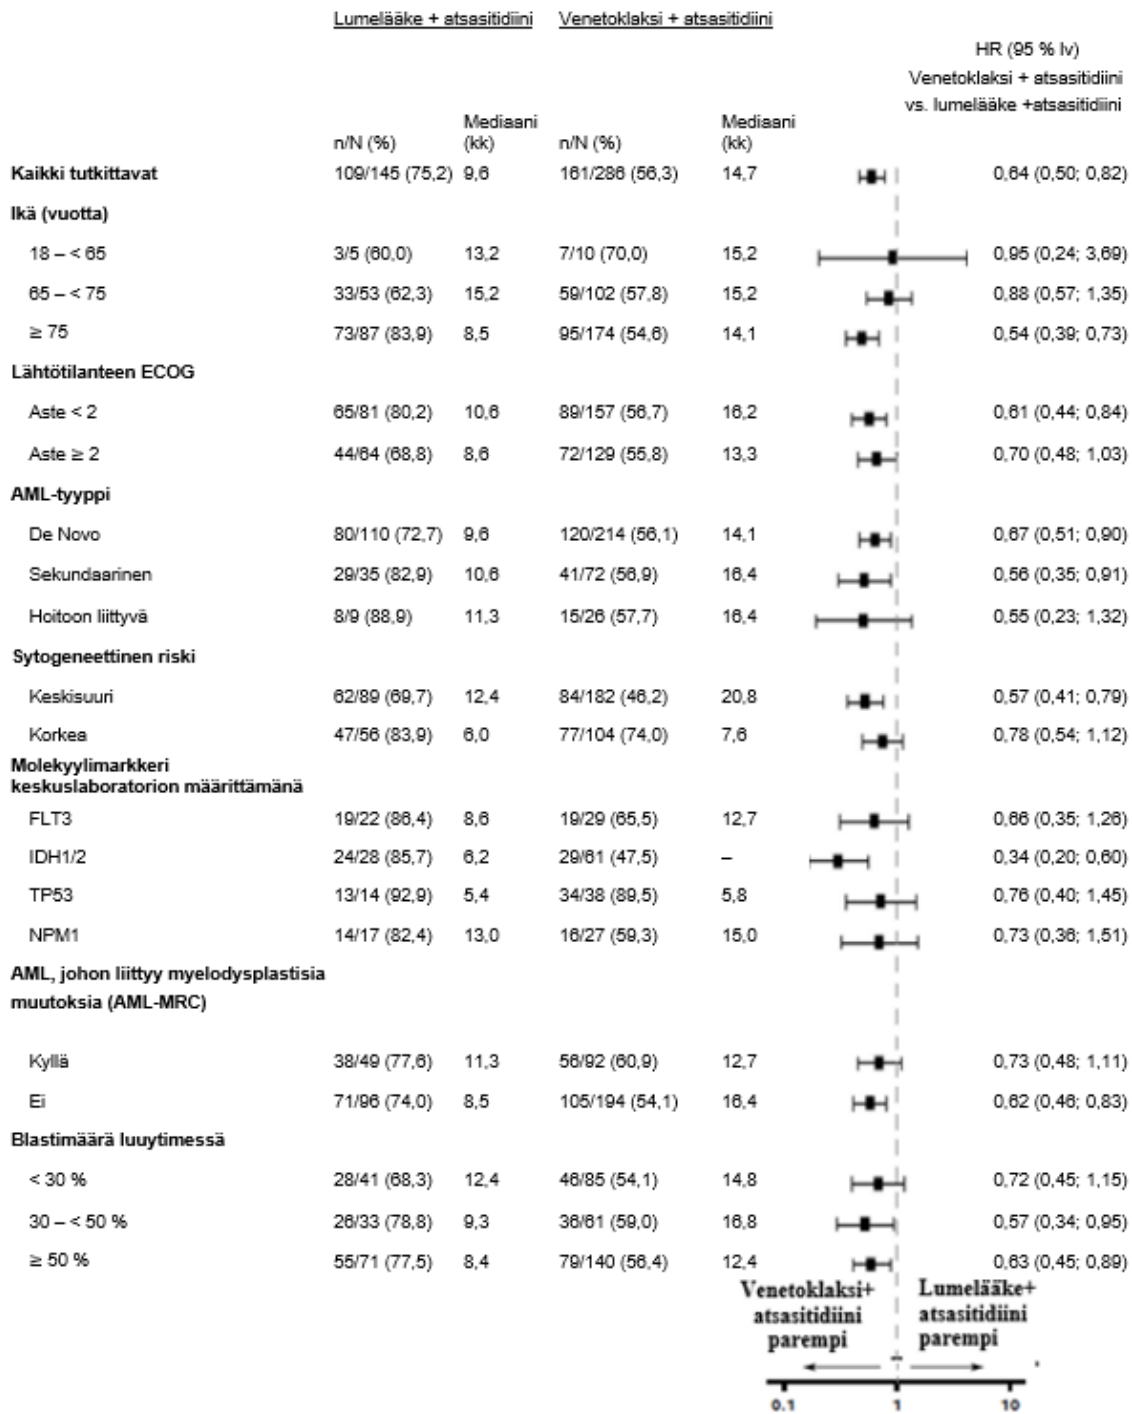 Lumelääke + atsasitidiini Venetoklaksi + atsasitidiini
HR (95 % lv)
Venetoklaksi + atsasitidiini
vs. lumelääke +atsasitidiini
n/N (%) Mediaani (kk) n/N (%) Mediaani (kk)
Kaikki tutkittavat 109/145 (75,2) 9,6 161/286 (56,3) 14,7 0,64 (0,50; 0,82)
Ikä (vuotta)
18 – < 65 3/5 (60,0) 13,2 7/10 (70,0) 15,2 0,95 (0,24; 3,69)
65 – < 75 33/53 (62,3) 15,2 59/102 (57,8) 15,2 0,88 (0,57; 1,35)
≥ 75 73/87 (83,9) 8,5 95/174 (54,6) 14,1 0,54 (0,39; 0,73)
Lähtötilanteen ECOG
Aste < 2 65/81 (80,2) 10,6 89/157 (56,7) 16,2 0,61 (0,44; 0,84)
Aste ≥ 2 44/64 (68,8) 8,6 72/129 (55,8) 13,3 0,70 (0,48; 1,03)
AML-tyyppi
De Novo 80/110 (72,7) 9,6 120/214 (56,1) 14,1 0,67 (0,51; 0,90)
Sekundaarinen 29/35 (82,9) 10,6 41/72 (56,9) 16,4 0,56 (0,35; 0,91)
Hoitoon liittyvä 8/9 (88,9) 11,3 15/26 (57,7) 16,4 0,55 (0,23; 1,32)
Sytogeneettinen riski
Keskisuuri 62/89 (69,7) 12,4 84/182 (46,2) 20,8 0,57 (0,41; 0,79)
Korkea 47/56 (83,9) 6,0 77/104 (74,0) 7,6 0,78 (0,54; 1,12)
Molekyylimarkkeri
keskuslaboratorion määrittämänä
FLT3 19/22 (86,4) 8,6 19/29 (65,5) 12,7 0,66 (0,35; 1,26)
IDH1/2 24/28 (85,7) 6,2 29/61 (47,5) – 0,34 (0,20; 0,60)
TP53 13/14 (92,9) 5,4 34/38 (89,5) 5,8 0,76 (0,40; 1,45)
NPM1 14/17 (82,4) 13,0 16/27 (59,3) 15,0 0,73 (0,36; 1,51)
AML, johon liittyy myelodysplastisia
muutoksia (AML-MRC)
Kyllä 38/49 (77,6) 11,3 56/92 (60,9) 12,7 0,73 (0,48; 1,11)
Ei 71/96 (74,0) 8,5 105/194 (54,1) 16,4 0,62 (0,46; 0,83)
Blastimäärä luuytimessä
< 30 % 28/41 (68,3) 12,4 46/85 (54,1) 14,8 0,72 (0,45; 1,15)
30 – < 50 % 26/33 (78,8) 9,3 36/61 (59,0) 16,8 0,57 (0,34; 0,95)
≥ 50 % 55/71 (77,5) 8,4 79/140 (56,4) 12,4 0,63 (0,45; 0,89)
Venetoklaksi+ Lumelääke+
atsasitidiini atsasitidiini
parempi parempi
0.1 1 10